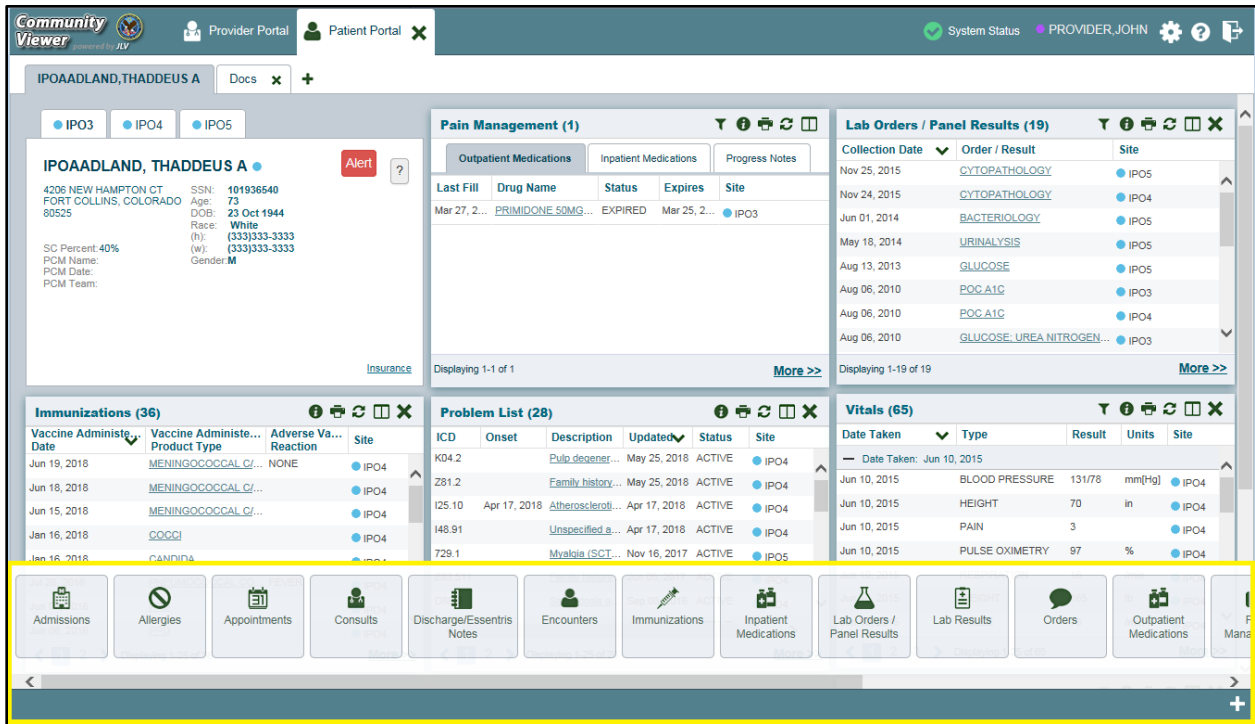 Community Viewer powered by JLV
Provider Portal
Patient Portal
System Status
PROVIDER,JOHN
IPOAADLAND,THADDEUS A
Docs
IPO3 IPO4 IPO5
IPOAADLAND, THADDEUS A
Alert
?
4206 NEW HAMPTON CT
FORT COLLINS, COLORADO
80525
SSN: 101936540
Age: 73
DOB: 23 Oct 1944
Race: White
(h): (333)333-3333
(w): (333)333-3333
Gender:M
SC Percent:40%
PCM Name:
PCM Date:
PCM Team:
Insurance
Pain Management (1)
Outpatient Medications Inpatient Medications Progress Notes
Last Fill Drug Name Status Expires Site
Mar 27, 2... PRIMIDONE 50MG... EXPIRED Mar 25, 2... IPO3
Displaying 1-1 of 1
More >>
Lab Orders / Panel Results (19)
Collection Date Order / Result Site
Nov 25, 2015 CYTOPATHOLOGY IPO5
Nov 24, 2015 CYTOPATHOLOGY IPO4
Jun 01, 2014 BACTERIOLOGY IPO5
May 18, 2014 URINALYSIS IPO5
Aug 13, 2013 GLUCOSE IPO5
Aug 06, 2010 POC A1C IPO3
Aug 06, 2010 POC A1C IPO4
Aug 06, 2010 GLUCOSE; UREA NITROGEN... IPO3
Displaying 1-19 of 19
More >>
Immunizations (36)
Vaccine Administe... Date Vaccine Administe... Product Type Adverse Va... Reaction Site
Jun 19, 2018 MENINGOCOCCAL C/... NONE IPO4
Jun 18, 2018 MENINGOCOCCAL C/... IPO4
Jun 15, 2018 MENINGOCOCCAL C/... IPO4
Jan 16, 2018 COCCI IPO4
Jan 16, 2018 CANDIDA
Problem List (28)
ICD Onset Description Updated Status Site
K04.2 Pulp degener... May 25, 2018 ACTIVE IPO4
Z81.2 Family history... May 25, 2018 ACTIVE IPO4
I25.10 Apr 17, 2018 Atheroscleroti... Apr 17, 2018 ACTIVE IPO4
I48.91 Unspecified a... Apr 17, 2018 ACTIVE IPO4
729.1 Myalgia (SCT... Nov 16, 2017 ACTIVE IPO5
Vitals (65)
Date Taken Type Result Units Site
Date Taken: Jun 10, 2015
Jun 10, 2015 BLOOD PRESSURE 131/78 mm[Hg] IPO4
Jun 10, 2015 HEIGHT 70 in IPO4
Jun 10, 2015 PAIN 3 IPO4
Jun 10, 2015 PULSE OXIMETRY 97 % IPO4
Admissions
Allergies
31
Appointments
Consults
Discharge/Essentris Notes
Encounters
Immunizations
Inpatient Medications
Lab Orders / Panel Results
Lab Results
Orders
Outpatient Medications